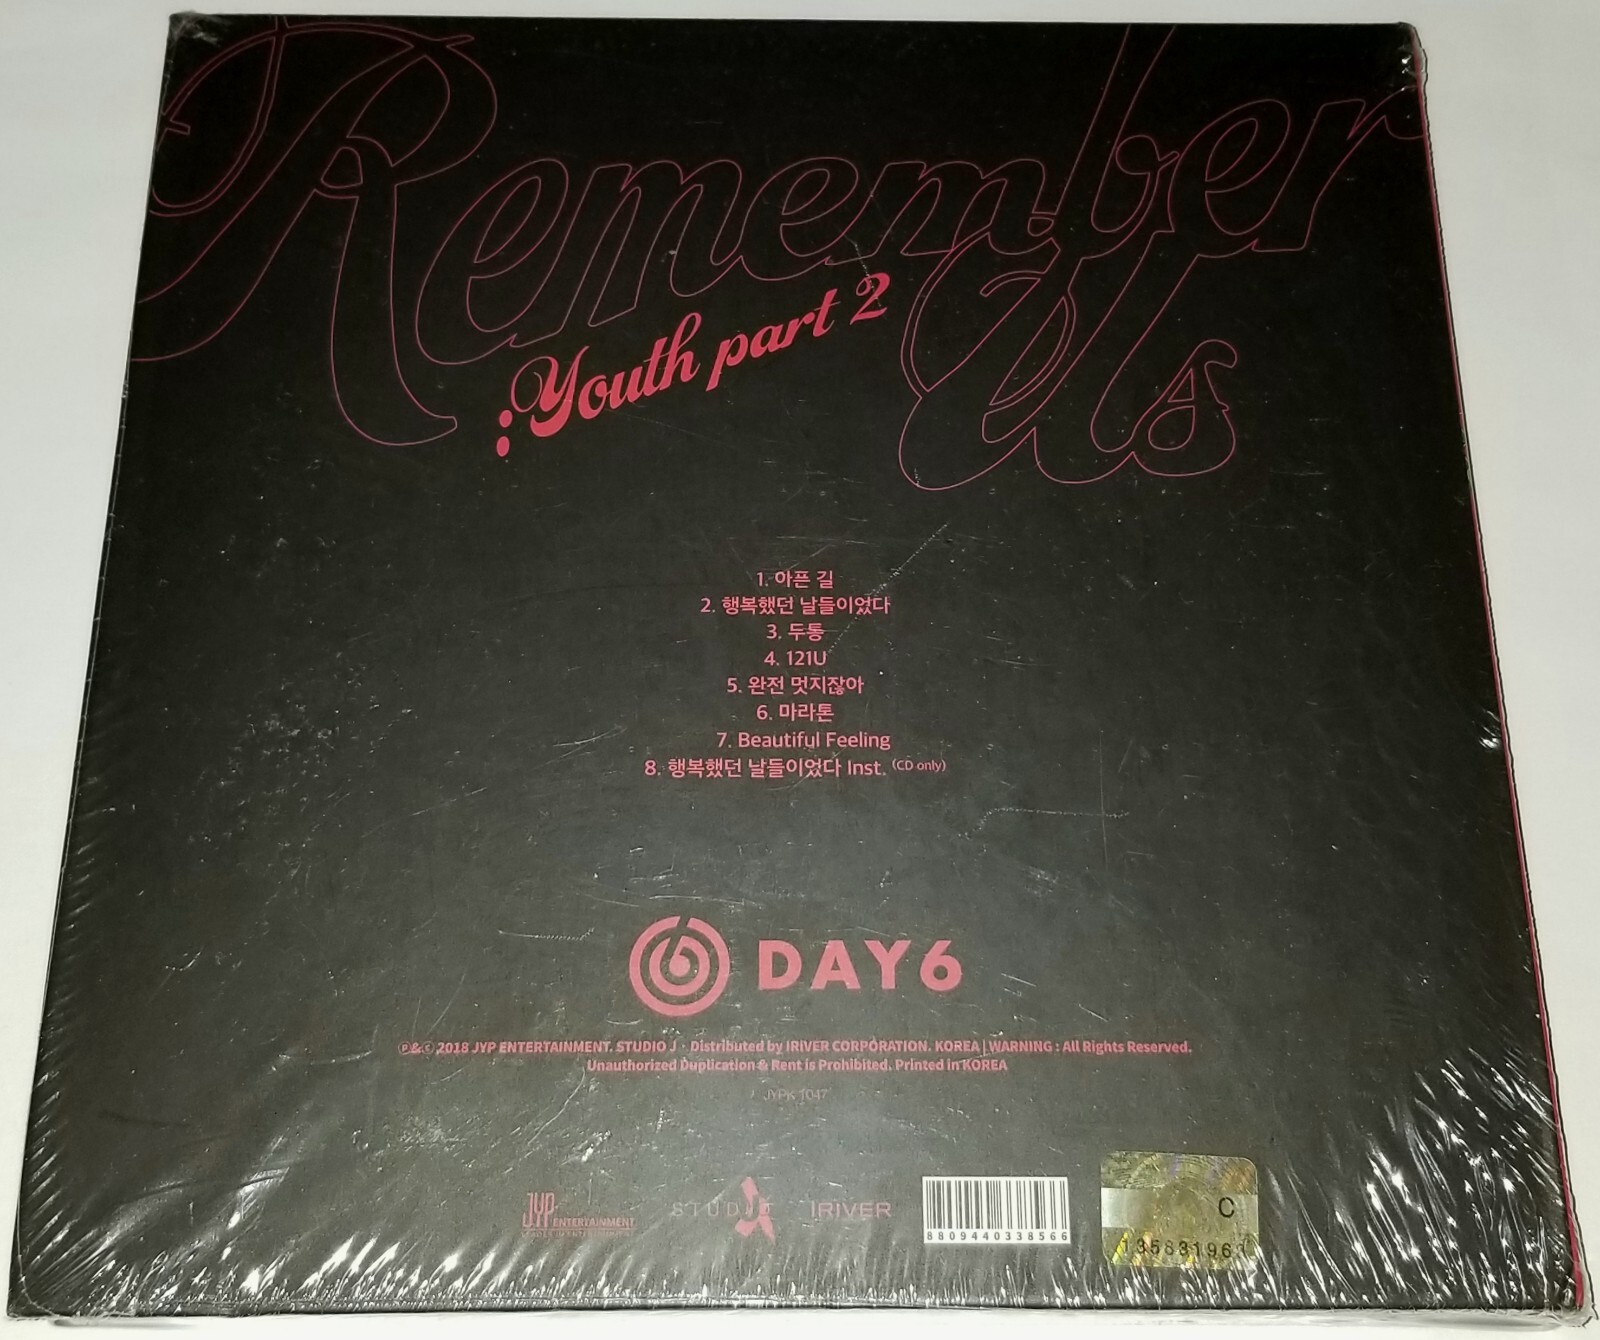 Remember
Us
: Youth part 2
1. 아픈 길
2. 행복했던 날들이었다
3. 두통
4. 121U
5. 완전 멋지잖아
6. 마라톤
7. Beautiful Feeling
8. 행복했던 날들이었다 Inst. (CD only)
DAY6
℗&© 2018 JYP ENTERTAINMENT. STUDIO J · Distributed by IRIVER CORPORATION. KOREA | WARNING : All Rights Reserved.
Unauthorized Duplication & Rent is Prohibited. Printed in KOREA
JYPK 1047
JYP ENTERTAINMENT
LEADER IN ENTERTAINMENT
STUDIO J
IRIVER
8809440338566
C